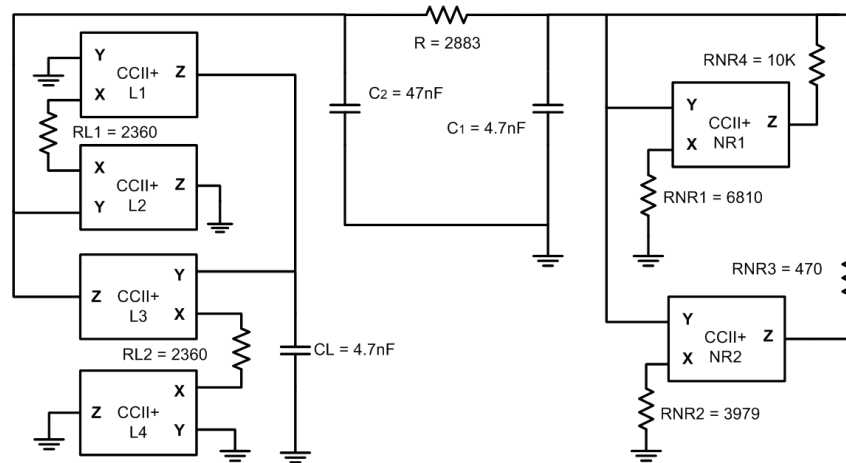 Y
Z
CCII+
L1
X
RL1 = 2360
X
Z
CCII+
L2
Y
Y
Z
CCII+
L3
X
RL2 = 2360
X
Z
CCII+
L4
Y
CL = 4.7nF
R = 2883
C2 = 47nF
C1 = 4.7nF
RNR4 = 10K
Y
CCII+
NR1
Z
X
RNR1 = 6810
RNR3 = 470
Y
CCII+
NR2
Z
X
RNR2 = 3979